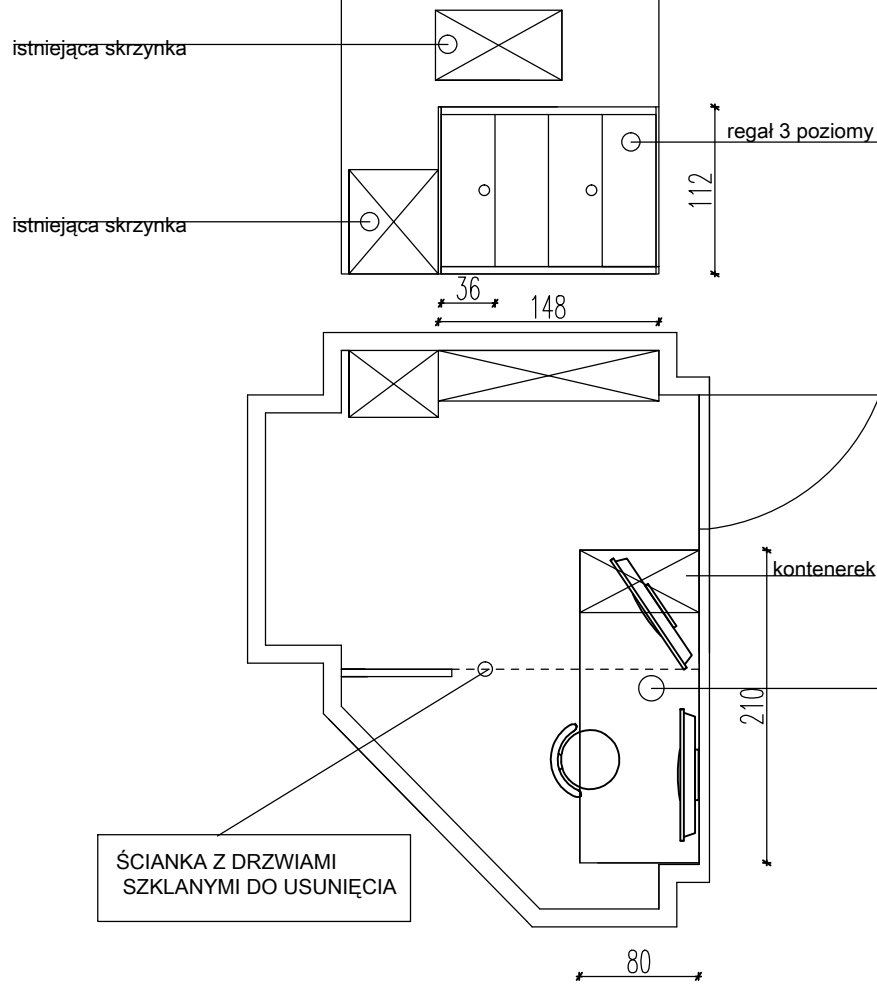 istniejąca skrzynka
regał 3 poziomy
112
istniejąca skrzynka
36
148
kontenerek
210
ŚCIANKA Z DRZWIAMI
SZKLANYMI DO USUNIĘCIA
80